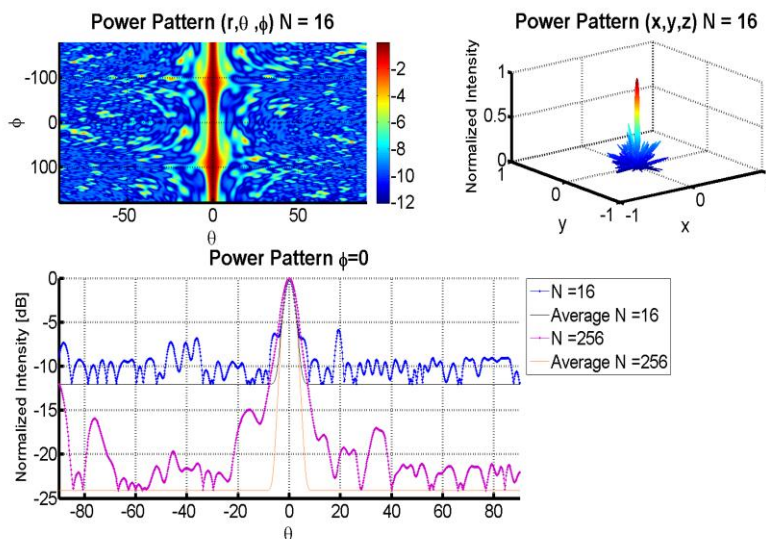 Power Pattern (r,θ ,ϕ) N = 16
-100
0
100
ϕ
-50
0
50
θ
-2
-4
-6
-8
-10
-12
Power Pattern (x,y,z) N = 16
Normalized Intensity
1
0.5
0
1
0
-1
y
-1
0
x
Power Pattern ϕ=0
Normalized Intensity [dB]
0
-5
-10
-15
-20
-25
-80
-60
-40
-20
0
20
40
60
80
θ
N =16
Average N =16
N =256
Average N =256